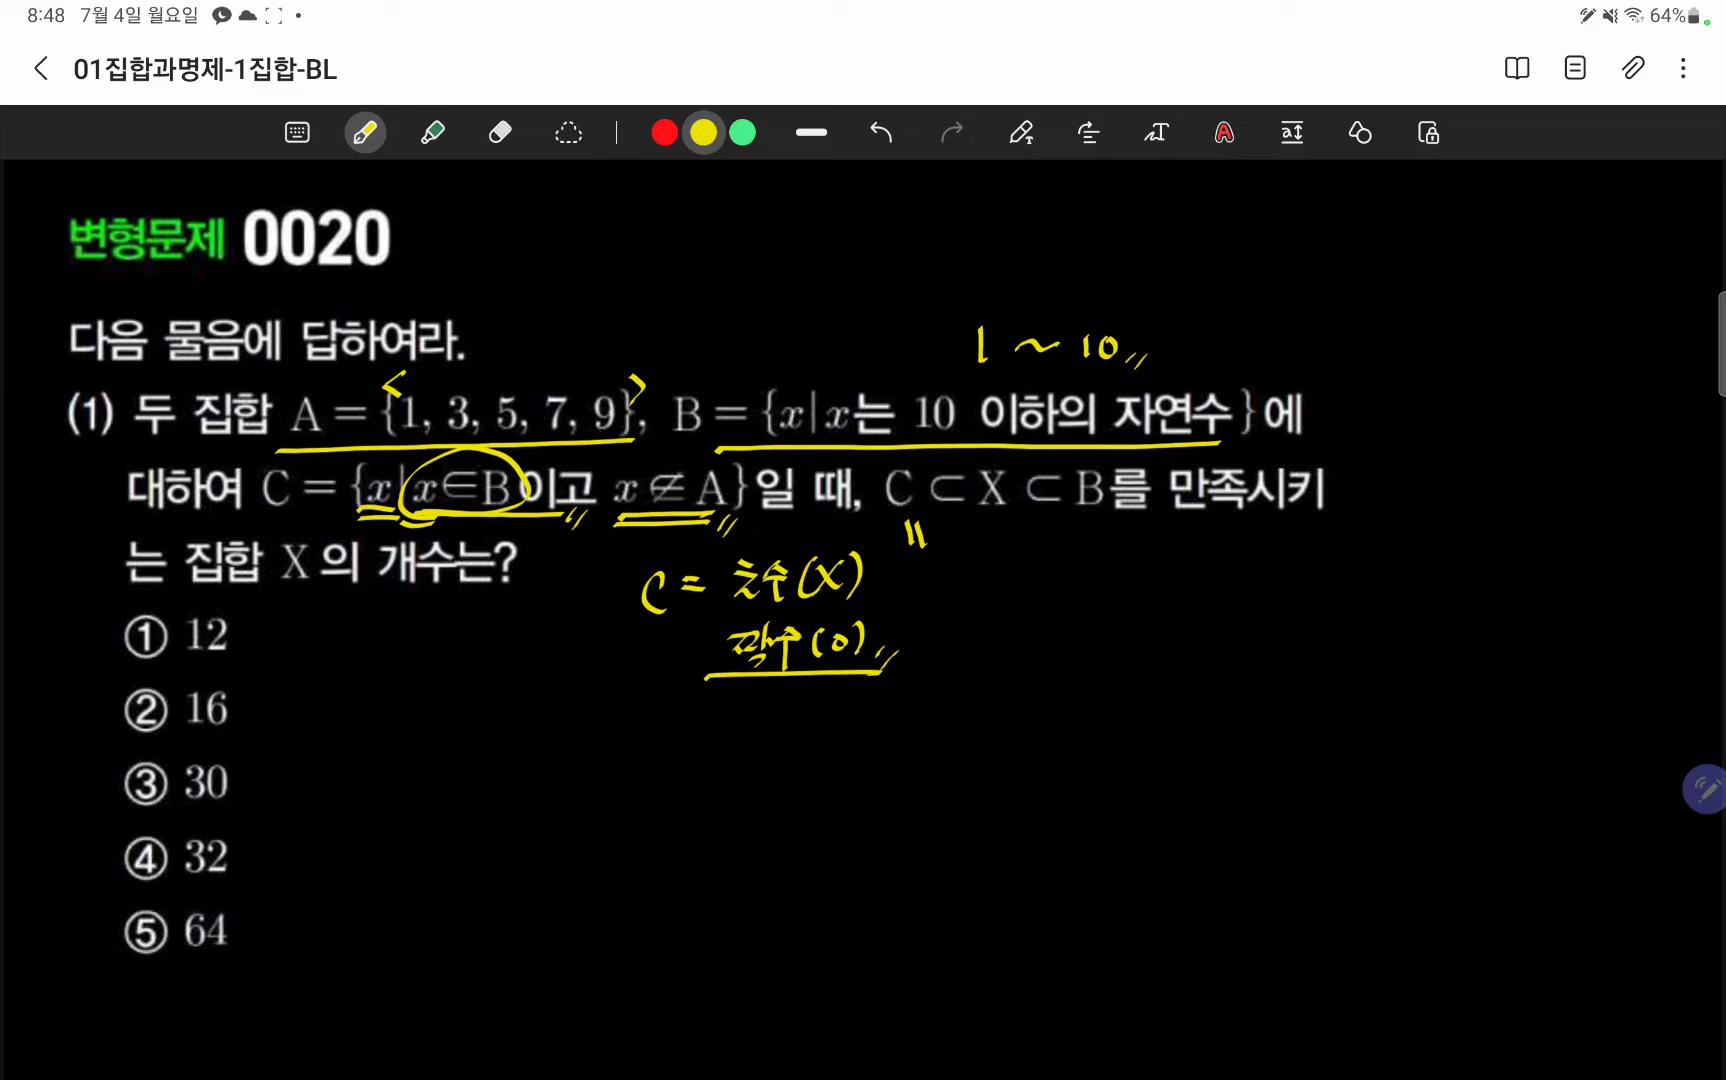 8:48 7월 4일 월요일 64%
01집합과명제-1집합-BL
변형문제 0020
다음 물음에 답하여라.
1 ~ 10
(1) 두 집합 A = {1, 3, 5, 7, 9}, B = {x|x는 10 이하의 자연수}에
대하여 C = {x|x∈B이고 x∉A}일 때, C⊂X⊂B를 만족시키
는 집합 X의 개수는?
C = 홀수(X)
짝수(O)
① 12
② 16
③ 30
④ 32
⑤ 64